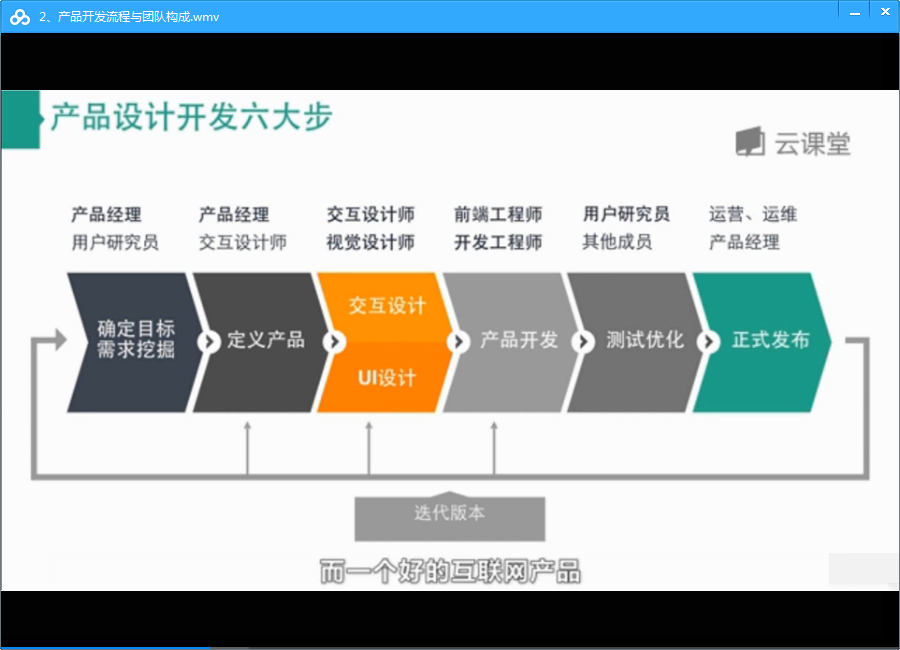 2、产品开发流程与团队构成.wmv
产品设计开发六大步
云课堂
产品经理
用户研究员
产品经理
交互设计师
交互设计师
视觉设计师
前端工程师
开发工程师
用户研究员
其他成员
运营、运维
产品经理
确定目标
需求挖掘
定义产品
交互设计
UI设计
产品开发
测试优化
正式发布
迭代版本
而一个好的互联网产品